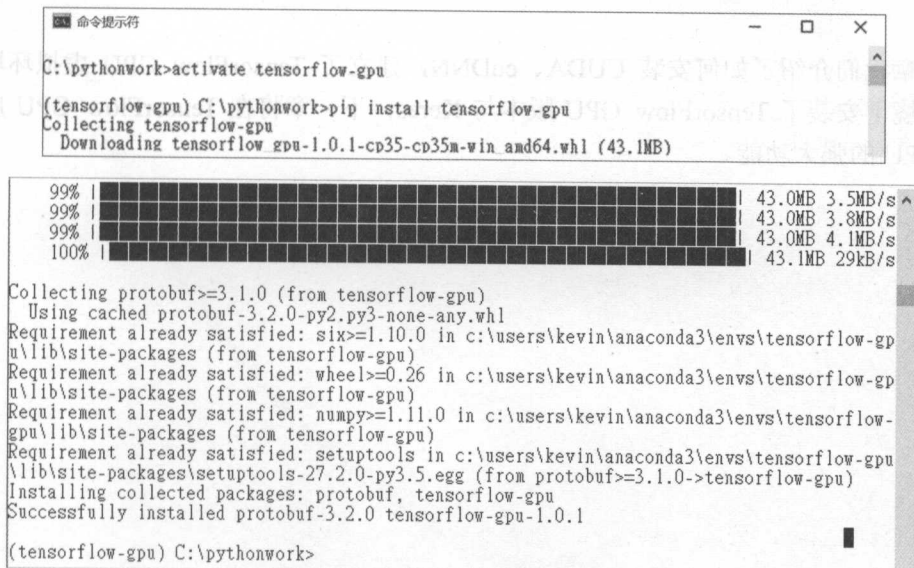 命令提示符
C:\pythonwork>activate tensorflow-gpu
(tensorflow-gpu) C:\pythonwork>pip install tensorflow-gpu
Collecting tensorflow-gpu
Downloading tensorflow_gpu-1.0.1-cp35-cp35m-win_amd64.whl (43.1MB)
99% 43.0MB 3.5MB/s
99% 43.0MB 3.8MB/s
99% 43.0MB 4.1MB/s
100% 43.1MB 29kB/s
Collecting protobuf>=3.1.0 (from tensorflow-gpu)
Using cached protobuf-3.2.0-py2.py3-none-any.whl
Requirement already satisfied: six>=1.10.0 in c:\users\kevin\anaconda3\envs\tensorflow-gp
u\lib\site-packages (from tensorflow-gpu)
Requirement already satisfied: wheel>=0.26 in c:\users\kevin\anaconda3\envs\tensorflow-gp
u\lib\site-packages (from tensorflow-gpu)
Requirement already satisfied: numpy>=1.11.0 in c:\users\kevin\anaconda3\envs\tensorflow-
gpu\lib\site-packages (from tensorflow-gpu)
Requirement already satisfied: setuptools in c:\users\kevin\anaconda3\envs\tensorflow-gpu
\lib\site-packages\setuptools-27.2.0-py3.5.egg (from protobuf>=3.1.0->tensorflow-gpu)
Installing collected packages: protobuf, tensorflow-gpu
Successfully installed protobuf-3.2.0 tensorflow-gpu-1.0.1
(tensorflow-gpu) C:\pythonwork>